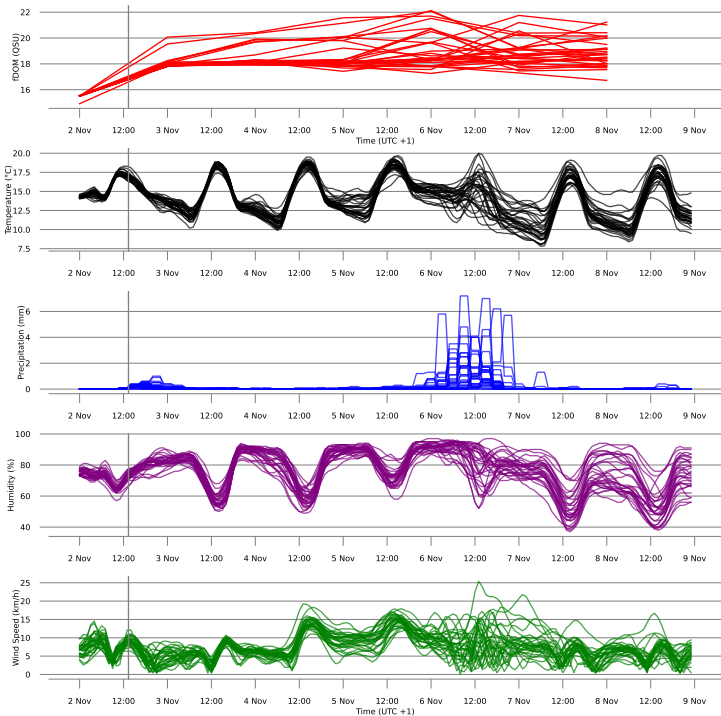 22
20
18
16
fDOM (QSU)
2 Nov 12:00 3 Nov 12:00 4 Nov 12:00 5 Nov 12:00 6 Nov 12:00 7 Nov 12:00 8 Nov 12:00 9 Nov
Time (UTC +1)
20.0
17.5
15.0
12.5
10.0
7.5
Temperature (°C)
2 Nov 12:00 3 Nov 12:00 4 Nov 12:00 5 Nov 12:00 6 Nov 12:00 7 Nov 12:00 8 Nov 12:00 9 Nov
6
4
2
0
Precipitation (mm)
2 Nov 12:00 3 Nov 12:00 4 Nov 12:00 5 Nov 12:00 6 Nov 12:00 7 Nov 12:00 8 Nov 12:00 9 Nov
100
80
60
40
Humidity (%)
2 Nov 12:00 3 Nov 12:00 4 Nov 12:00 5 Nov 12:00 6 Nov 12:00 7 Nov 12:00 8 Nov 12:00 9 Nov
25
20
15
10
5
0
Wind Speed (km/h)
2 Nov 12:00 3 Nov 12:00 4 Nov 12:00 5 Nov 12:00 6 Nov 12:00 7 Nov 12:00 8 Nov 12:00 9 Nov
Time (UTC +1)